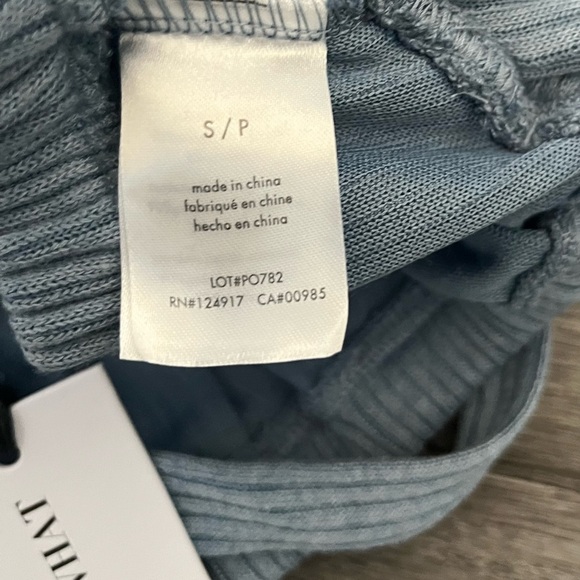 S / P
made in china
fabriqué en chine
hecho en china
LOT#PO782
RN#124917 CA#00985